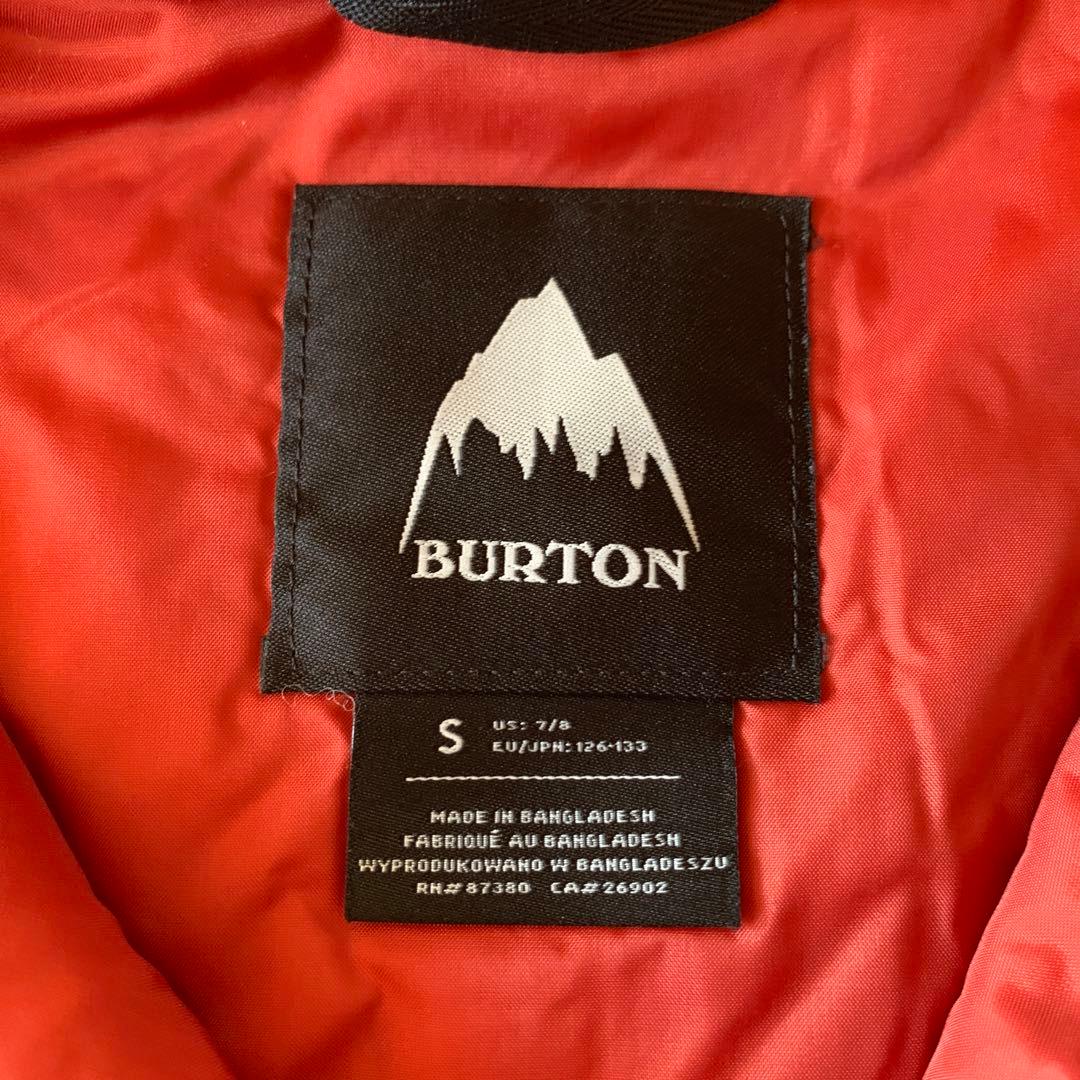 BURTON
S US: 7/8
EU/JPN: 126-133
MADE IN BANGLADESH
FABRIQUÉ AU BANGLADESH
WYPRODUKOWANO W BANGLADESZU
RN# 87380 CA# 26902